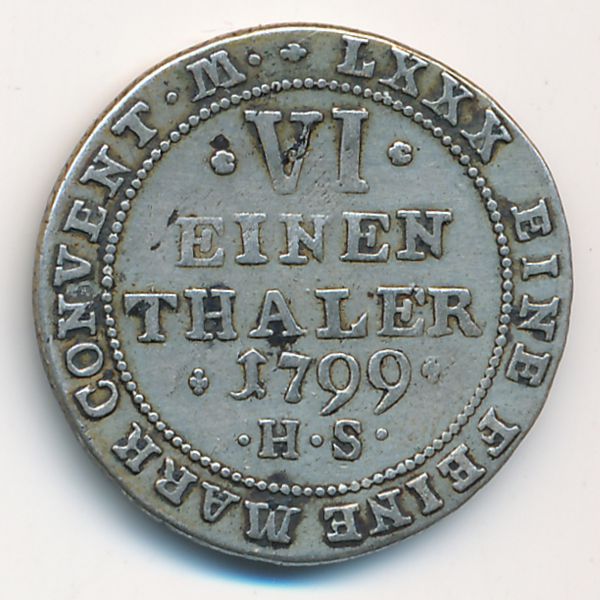 LXXX EINE FEINE MARK CONVENT · M ·
· VI ·
EINEN
THALER
· 1799 ·
· H · S ·